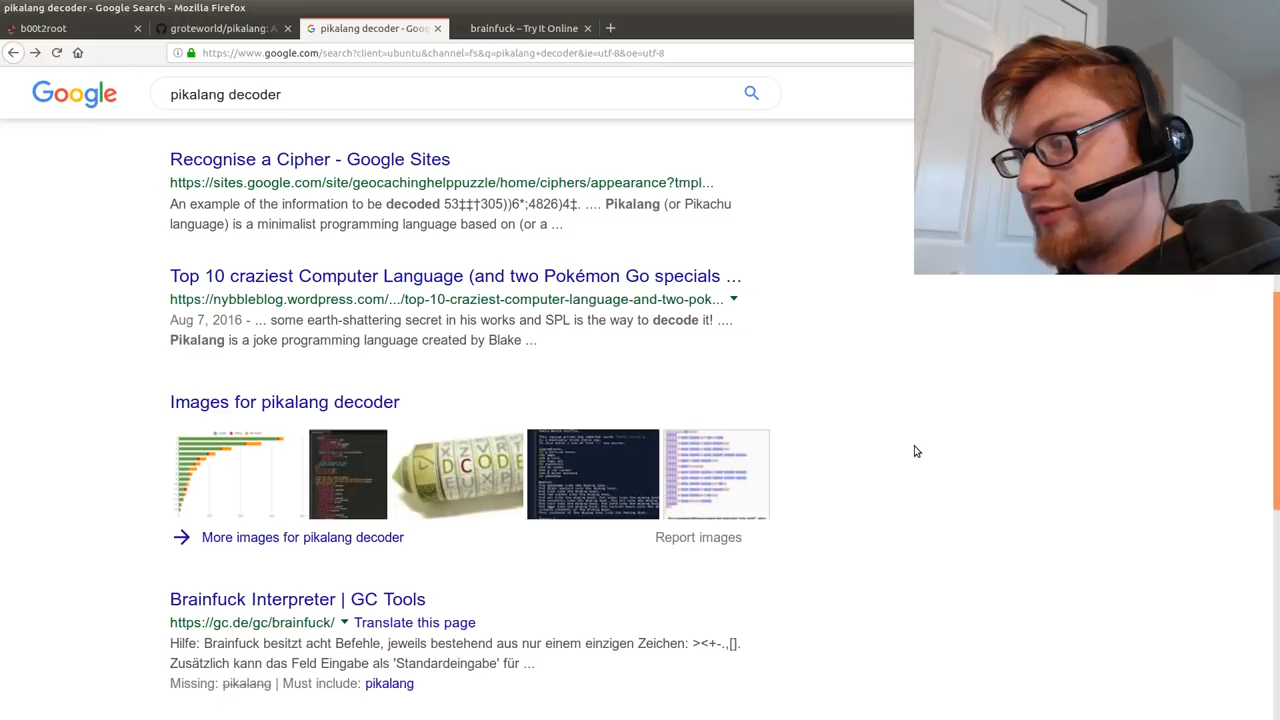 pikalang decoder - Google Search - Mozilla Firefox
b00t2root
groteworld/pikalang: A
pikalang decoder - Goog
brainfuck – Try It Online
https://www.google.com/search?client=ubuntu&channel=fs&q=pikalang+decoder&ie=utf-8&oe=utf-8
Google
pikalang decoder
Recognise a Cipher - Google Sites
https://sites.google.com/site/geocachinghelppuzzle/home/ciphers/appearance?tmpl...
An example of the information to be decoded 53‡‡†305))6*;4826)4‡. .... Pikalang (or Pikachu
language) is a minimalist programming language based on (or a ...
Top 10 craziest Computer Language (and two Pokémon Go specials ...
https://nybbleblog.wordpress.com/.../top-10-craziest-computer-language-and-two-pok...
Aug 7, 2016 - ... some earth-shattering secret in his works and SPL is the way to decode it! ....
Pikalang is a joke programming language created by Blake ...
Images for pikalang decoder
More images for pikalang decoder
Report images
Brainfuck Interpreter | GC Tools
https://gc.de/gc/brainfuck/ Translate this page
Hilfe: Brainfuck besitzt acht Befehle, jeweils bestehend aus nur einem einzigen Zeichen: ><+-.,[].
Zusätzlich kann das Feld Eingabe als 'Standardeingabe' für ...
Missing: pikalang | Must include: pikalang